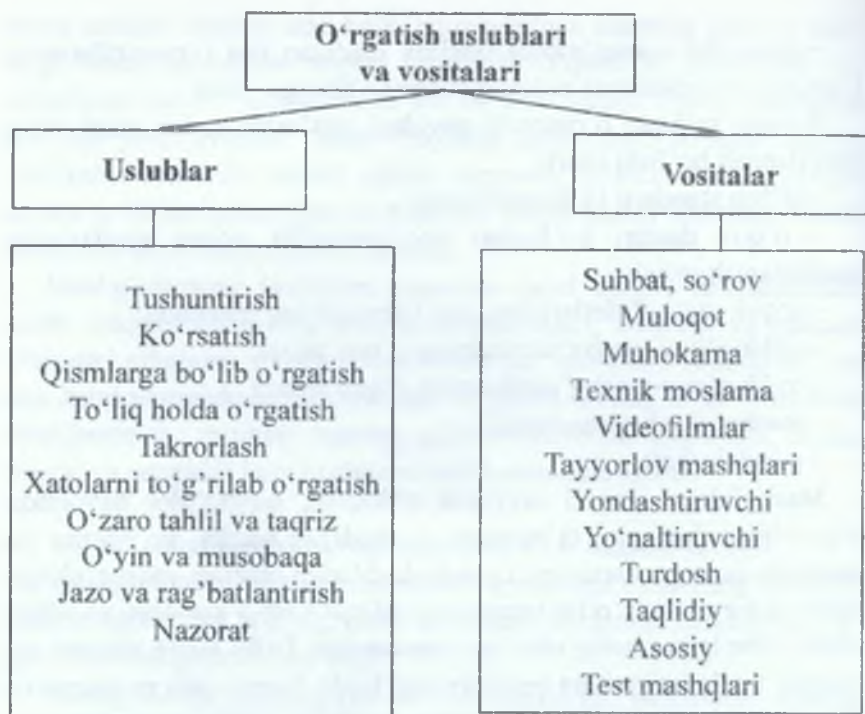 O‘rgatish uslublari
va vositalari
Uslublar
Tushuntirish
Ko‘rsatish
Qismlarga bo‘lib o‘rgatish
To‘liq holda o‘rgatish
Takrorlash
Xatolarni to‘g‘rilab o‘rgatish
O‘zaro tahlil va taqriz
O‘yin va musobaqa
Jazo va rag‘batlantirish
Nazorat
Vositalar
Suhbat, so‘rov
Muloqot
Muhokama
Texnik moslama
Videofilmlar
Tayyorlov mashqlari
Yondashtiruvchi
Yo‘naltiruvchi
Turdosh
Taqlidiy
Asosiy
Test mashqlari